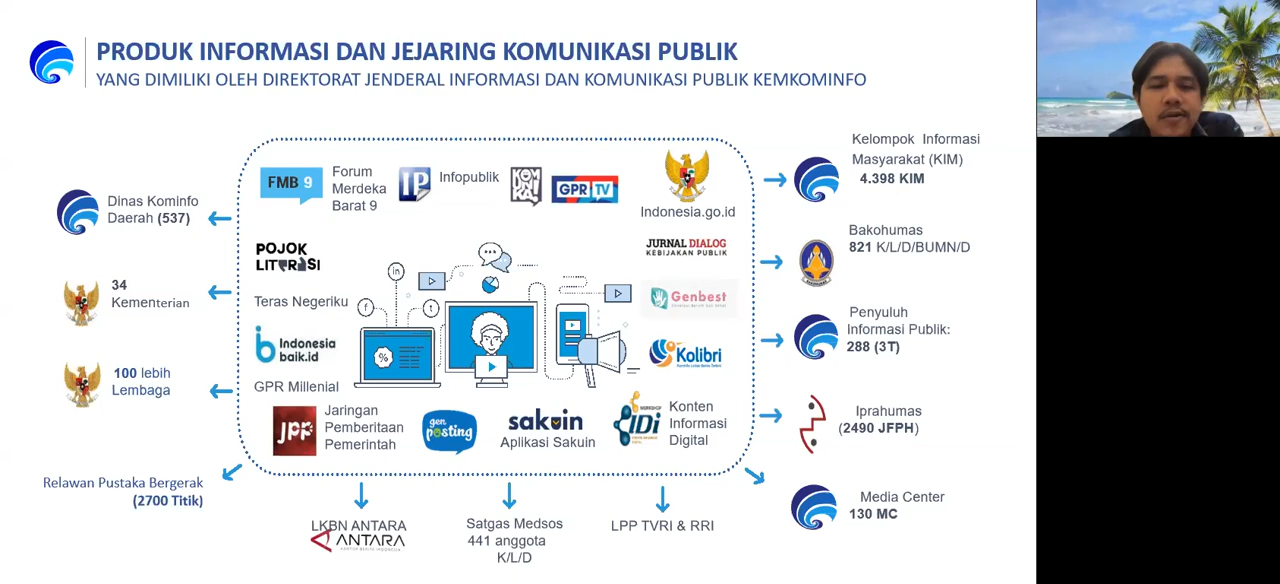 PRODUK INFORMASI DAN JEJARING KOMUNIKASI PUBLIK
YANG DIMILIKI OLEH DIREKTORAT JENDERAL INFORMASI DAN KOMUNIKASI PUBLIK KEMKOMINFO
Dinas Kominfo
Daerah (537)
34
Kementerian
100 lebih
Lembaga
Relawan Pustaka Bergerak
(2700 Titik)
FMB 9
Forum
Merdeka
Barat 9
IP
Infopublik
GPR TV
Indonesia.go.id
POJOK
LITERASI
JURNAL DIALOG
KEBIJAKAN PUBLIK
Teras Negeriku
Genbest
Indonesia
baik.id
Kolibri
GPR Millenial
in
f
t
%
jpp
Jaringan
Pemberitaan
Pemerintah
gen
posting
sakuin
Aplikasi Sakuin
IDi
Konten
Informasi
Digital
LKBN ANTARA
ANTARA
KANTOR BERITA INDONESIA
Satgas Medsos
441 anggota
K/L/D
LPP TVRI & RRI
Kelompok Informasi
Masyarakat (KIM)
4.398 KIM
Bakohumas
821 K/L/D/BUMN/D
Penyuluh
Informasi Publik:
288 (3T)
Iprahumas
(2490 JFPH)
Media Center
130 MC